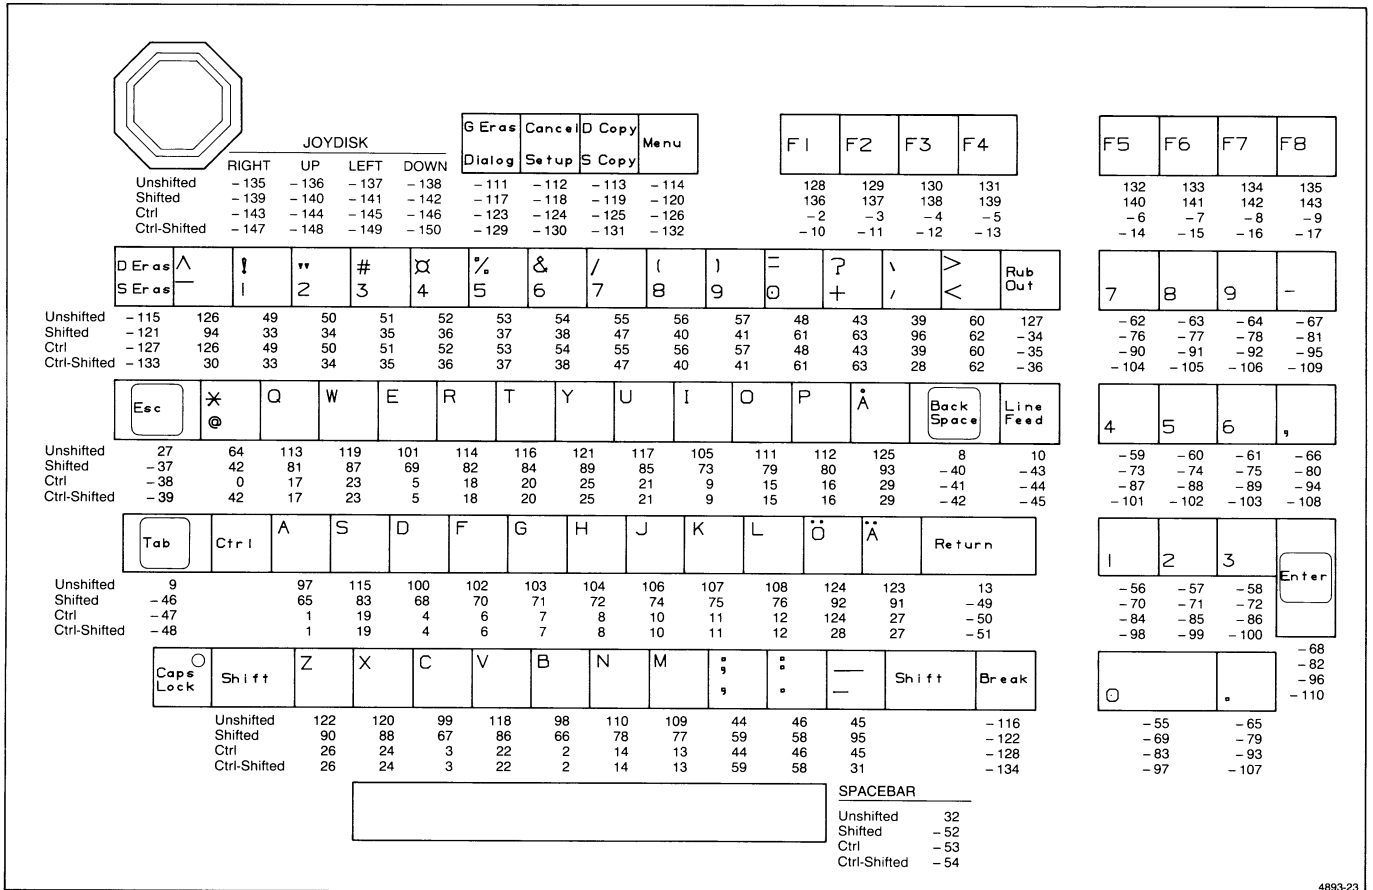 JOYDISK
RIGHT UP LEFT DOWN
G Eras Cancel D Copy Menu
Dialog Setup S Copy
F1 F2 F3 F4
F5 F6 F7 F8
Unshifted -135 -136 -137 -138 -111 -112 -113 -114 128 129 130 131 132 133 134 135
Shifted -139 -140 -141 -142 -117 -118 -119 -120 136 137 138 139 140 141 142 143
Ctrl -143 -144 -145 -146 -123 -124 -125 -126 -2 -3 -4 -5 -6 -7 -8 -9
Ctrl-Shifted -147 -148 -149 -150 -129 -130 -131 -132 -10 -11 -12 -13 -14 -15 -16 -17
D Eras ^ ! " # ¤ % & / ( ) = ? \ > Rub Out
S Eras — 1 2 3 4 5 6 7 8 9 0 + / < 7 8 9 -
Unshifted -115 126 49 50 51 52 53 54 55 56 57 48 43 39 60 127 -62 -63 -64 -67
Shifted -121 94 33 34 35 36 37 38 47 40 41 61 63 96 62 -34 -76 -77 -78 -81
Ctrl -127 126 49 50 51 52 53 54 55 56 57 48 43 39 60 -35 -90 -91 -92 -95
Ctrl-Shifted -133 30 33 34 35 36 37 38 47 40 41 61 63 28 62 -36 -104 -105 -106 -109
Esc * Q W E R T Y U I O P Å Back Space Line Feed
@ 4 5 6 ,
Unshifted 27 64 113 119 101 114 116 121 117 105 111 112 125 8 10 -59 -60 -61 -66
Shifted -37 42 81 87 69 82 84 89 85 73 79 80 93 -40 -43 -73 -74 -75 -80
Ctrl -38 0 17 23 5 18 20 25 21 9 15 16 29 -41 -44 -87 -88 -89 -94
Ctrl-Shifted -39 42 17 23 5 18 20 25 21 9 15 16 29 -42 -45 -101 -102 -103 -108
Tab Ctrl A S D F G H J K L Ö Ä Return 1 2 3 Enter
Unshifted 9 97 115 100 102 103 104 106 107 108 124 123 13 -56 -57 -58
Shifted -46 65 83 68 70 71 72 74 75 76 92 91 -49 -70 -71 -72
Ctrl -47 1 19 4 6 7 8 10 11 12 124 27 -50 -84 -85 -86
Ctrl-Shifted -48 1 19 4 6 7 8 10 11 12 28 27 -51 -98 -99 -100
-68
-82
-96
-110
Caps Lock Shift Z X C V B N M ; : — Shift Break
, . - 0 .
Unshifted 122 120 99 118 98 110 109 44 46 45 -116 -55 -65
Shifted 90 88 67 86 66 78 77 59 58 95 -122 -69 -79
Ctrl 26 24 3 22 2 14 13 44 46 45 -128 -83 -93
Ctrl-Shifted 26 24 3 22 2 14 13 59 58 31 -134 -97 -107
SPACEBAR
Unshifted 32
Shifted -52
Ctrl -53
Ctrl-Shifted -54
4893-23